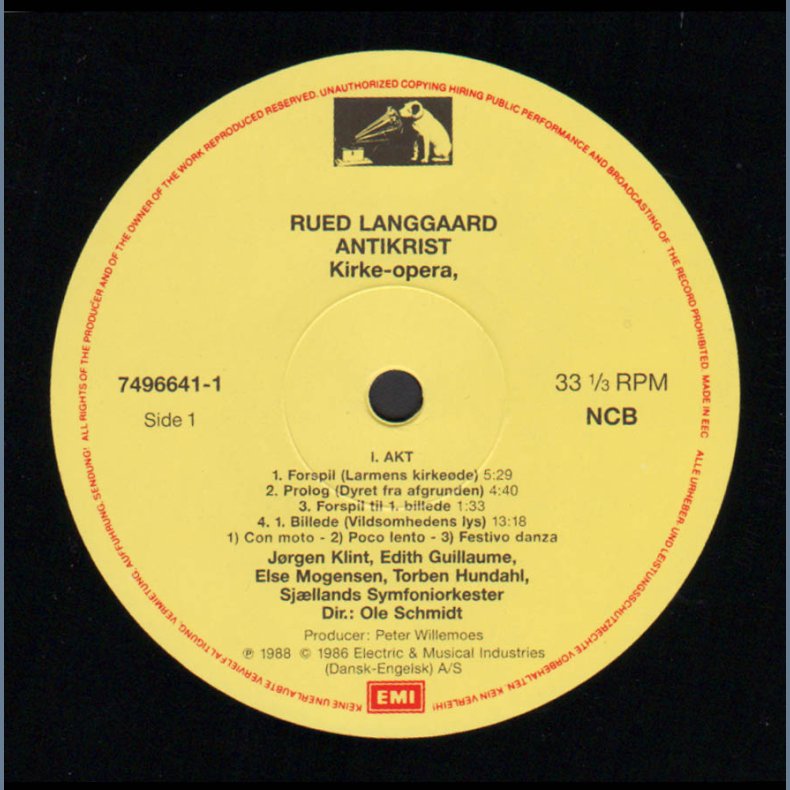 ALL RIGHTS OF THE PRODUCER AND OF THE OWNER OF THE WORK REPRODUCED RESERVED. UNAUTHORIZED COPYING HIRING PUBLIC PERFORMANCE AND BROADCASTING OF THE RECORD PROHIBITED. MADE IN EEC
RUED LANGGAARD
ANTIKRIST
Kirke-opera,
7496641-1
33 1/3 RPM
Side 1
NCB
I. AKT
1. Forspil (Larmens kirkeøde) 5:29
2. Prolog (Dyret fra afgrunden) 4:40
3. Forspil til 1. billede 1:33
4. 1. Billede (Vildsomhedens lys) 13:18
1) Con moto - 2) Poco lento - 3) Festivo danza
Jørgen Klint, Edith Guillaume,
Else Mogensen, Torben Hundahl,
Sjællands Symfoniorkester
Dir.: Ole Schmidt
Producer: Peter Willemoes
℗ 1988 © 1986 Electric & Musical Industries
(Dansk-Engelsk) A/S
EMI
ALLE URHEBER- UND LEISTUNGSSCHUTZRECHTE VORBEHALTEN. KEIN VERLEIH! KEINE UNERLAUBTE VERVIELFALTIGUNG, VERMIETUNG, AUFFUHRUNG, SENDUNG!